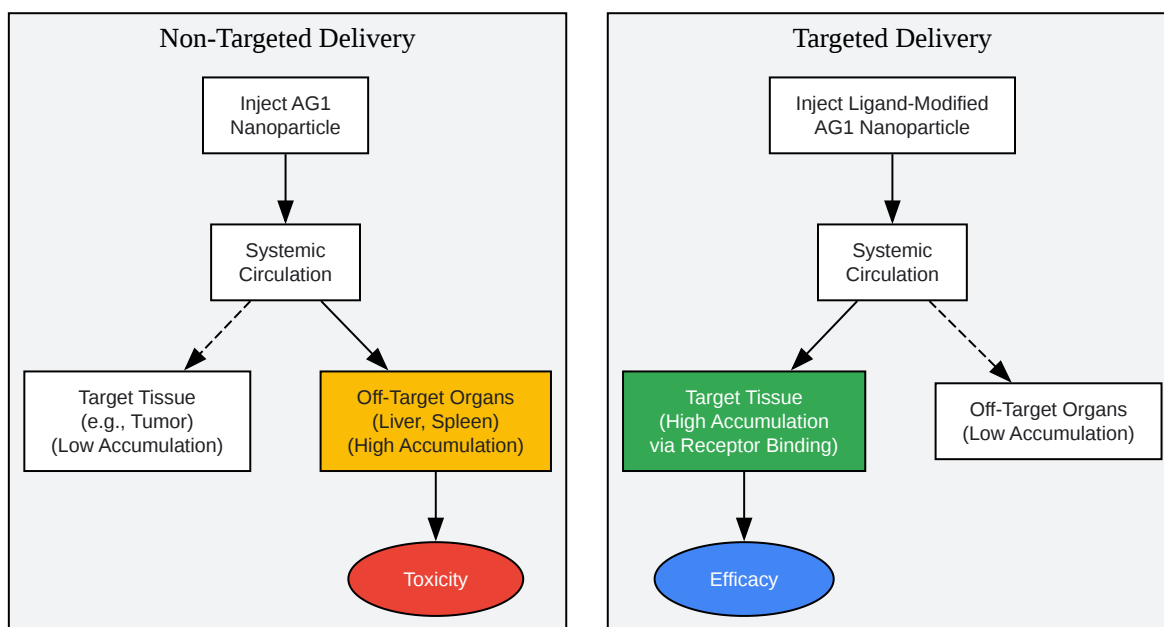 Non-Targeted Delivery
Inject AG1
Nanoparticle
Systemic
Circulation
Target Tissue
(e.g., Tumor)
(Low Accumulation)
Off-Target Organs
(Liver, Spleen)
(High Accumulation)
Toxicity
Targeted Delivery
Inject Ligand-Modified
AG1 Nanoparticle
Systemic
Circulation
Target Tissue
(High Accumulation
via Receptor Binding)
Off-Target Organs
(Low Accumulation)
Efficacy